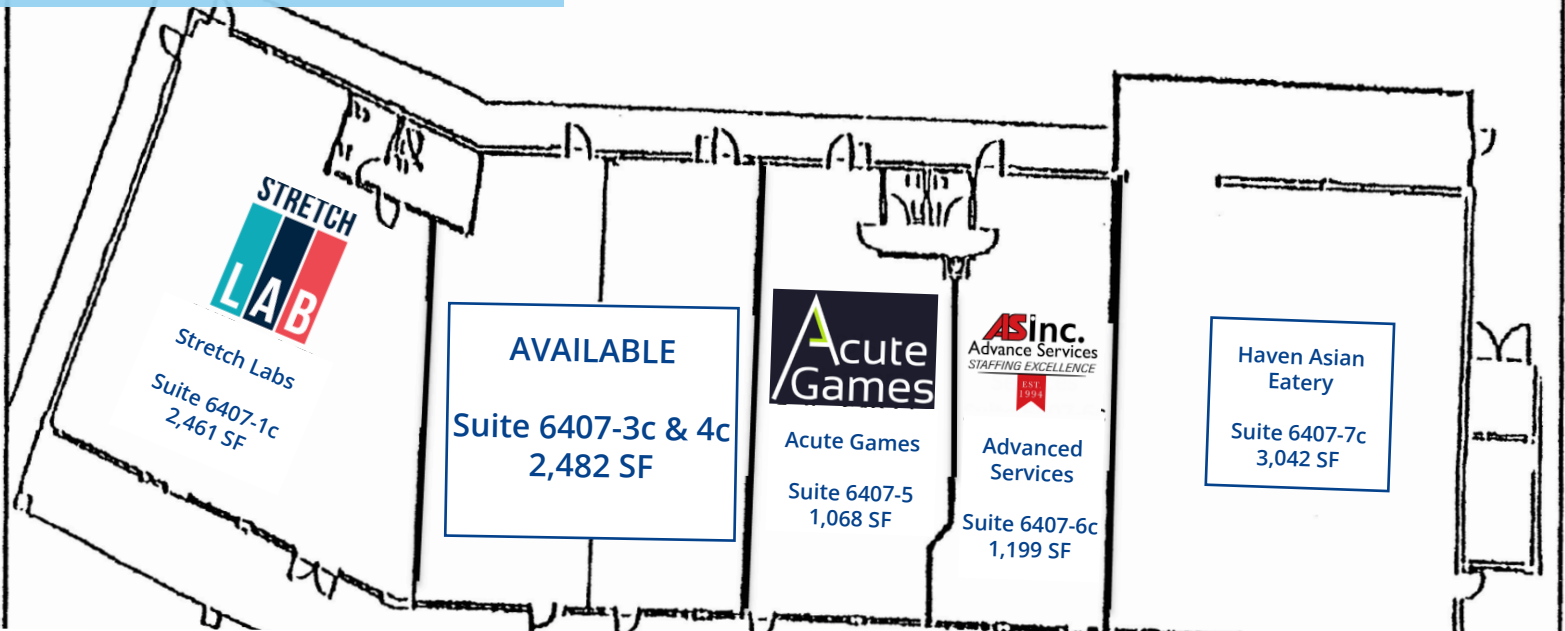 STRETCH
LAB
Stretch Labs
Suite 6407-1c
2,461 SF
AVAILABLE
Suite 6407-3c & 4c
2,482 SF
Acute
Games
Acute Games
Suite 6407-5
1,068 SF
ASinc.
Advance Services
STAFFING EXCELLENCE
EST.
1994
Advanced
Services
Suite 6407-6c
1,199 SF
Haven Asian
Eatery
Suite 6407-7c
3,042 SF